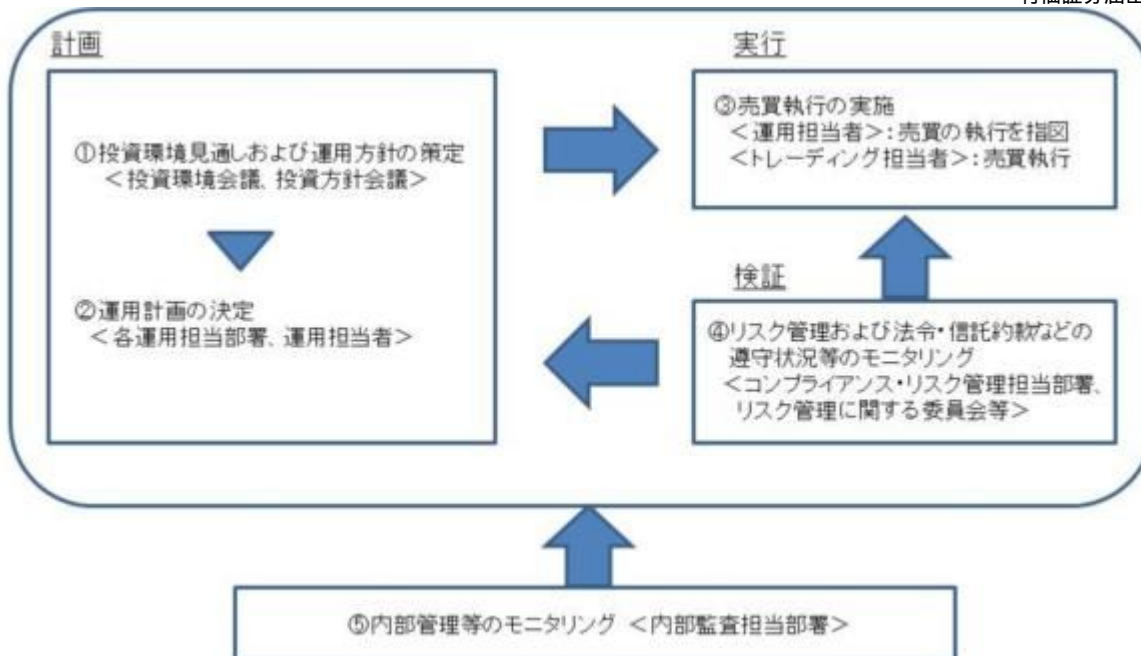 計画
①投資環境見通しおよび運用方針の策定
<投資環境会議、投資方針会議>
②運用計画の決定
<各運用担当部署、運用担当者>
実行
③売買執行の実施
<運用担当者>:売買の執行を指図
<トレーディング担当者>:売買執行
検証
④リスク管理および法令・信託約款などの
遵守状況等のモニタリング
<コンプライアンス・リスク管理担当部署、
リスク管理に関する委員会等>
⑤内部管理等のモニタリング <内部監査担当部署>